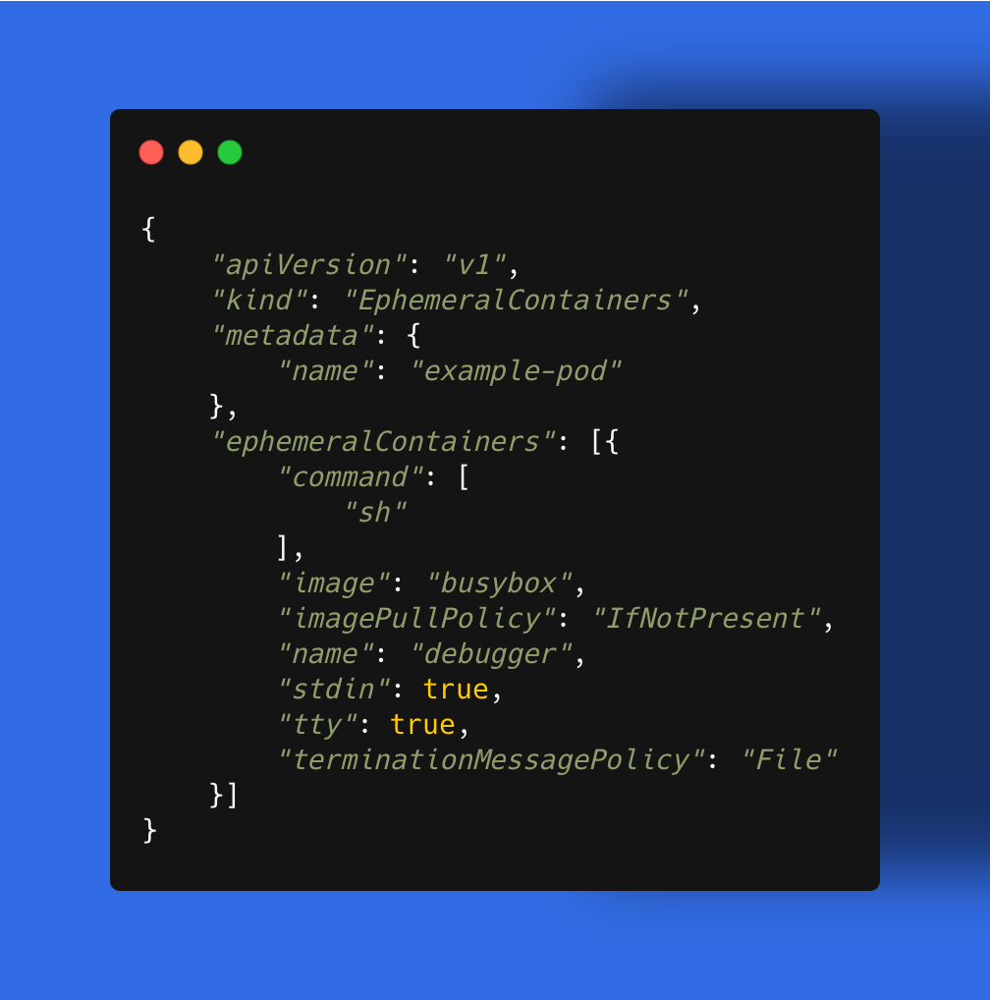 {
    "apiVersion": "v1",
    "kind": "EphemeralContainers",
    "metadata": {
        "name": "example-pod"
    },
    "ephemeralContainers": [{
        "command": [
            "sh"
        ],
        "image": "busybox",
        "imagePullPolicy": "IfNotPresent",
        "name": "debugger",
        "stdin": true,
        "tty": true,
        "terminationMessagePolicy": "File"
    }]
}